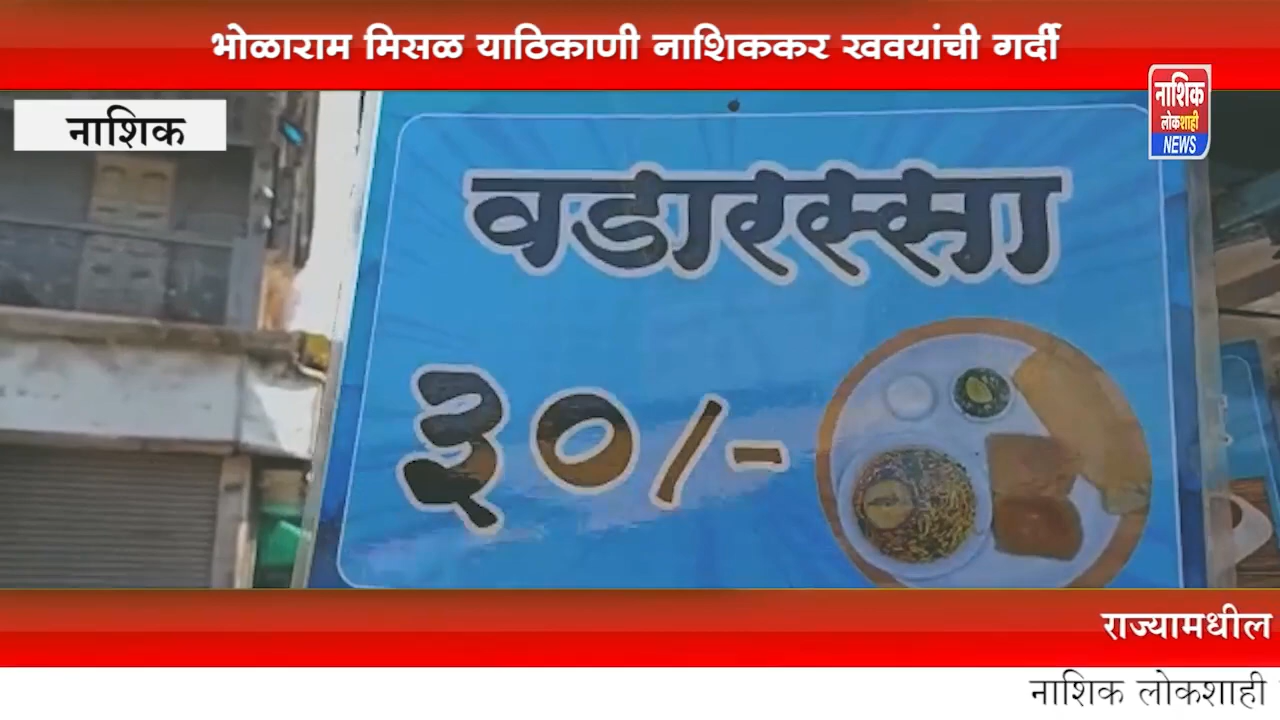 भोळाराम मिसळ याठिकाणी नाशिककर खवयांची गर्दी
नाशिक
नाशिक
लोकशाही
NEWS
वडारस्सा
३०/-
राज्यामधील
नाशिक लोकशाही